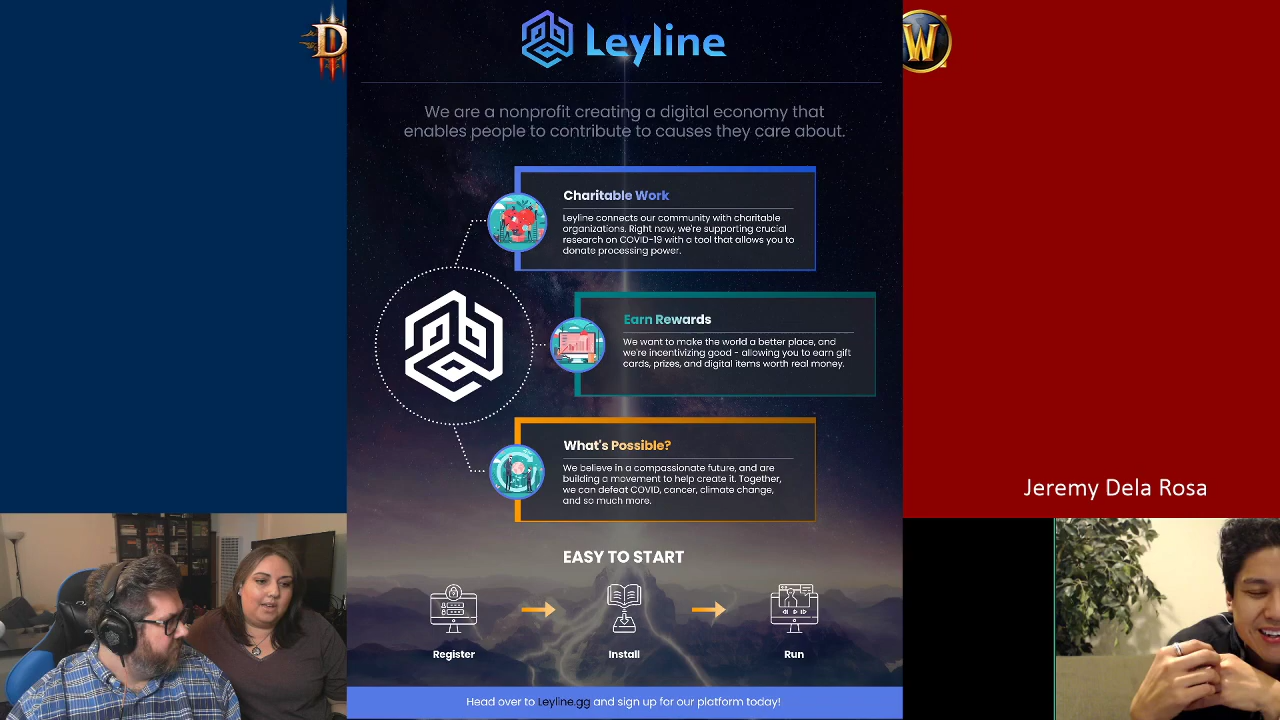 Leyline
We are a nonprofit creating a digital economy that
enables people to contribute to causes they care about.
Charitable Work
Leyline connects our community with charitable
organizations. Right now, we're supporting crucial
research on COVID-19 with a tool that allows you to
donate processing power.
Earn Rewards
We want to make the world a better place, and
we're incentivizing good - allowing you to earn gift
cards, prizes, and digital items worth real money.
What's Possible?
We believe in a compassionate future, and are
building a movement to help create it. Together,
we can defeat COVID, cancer, climate change,
and so much more.
EASY TO START
Register
Install
Run
Head over to Leyline.gg and sign up for our platform today!
D
W
Jeremy Dela Rosa